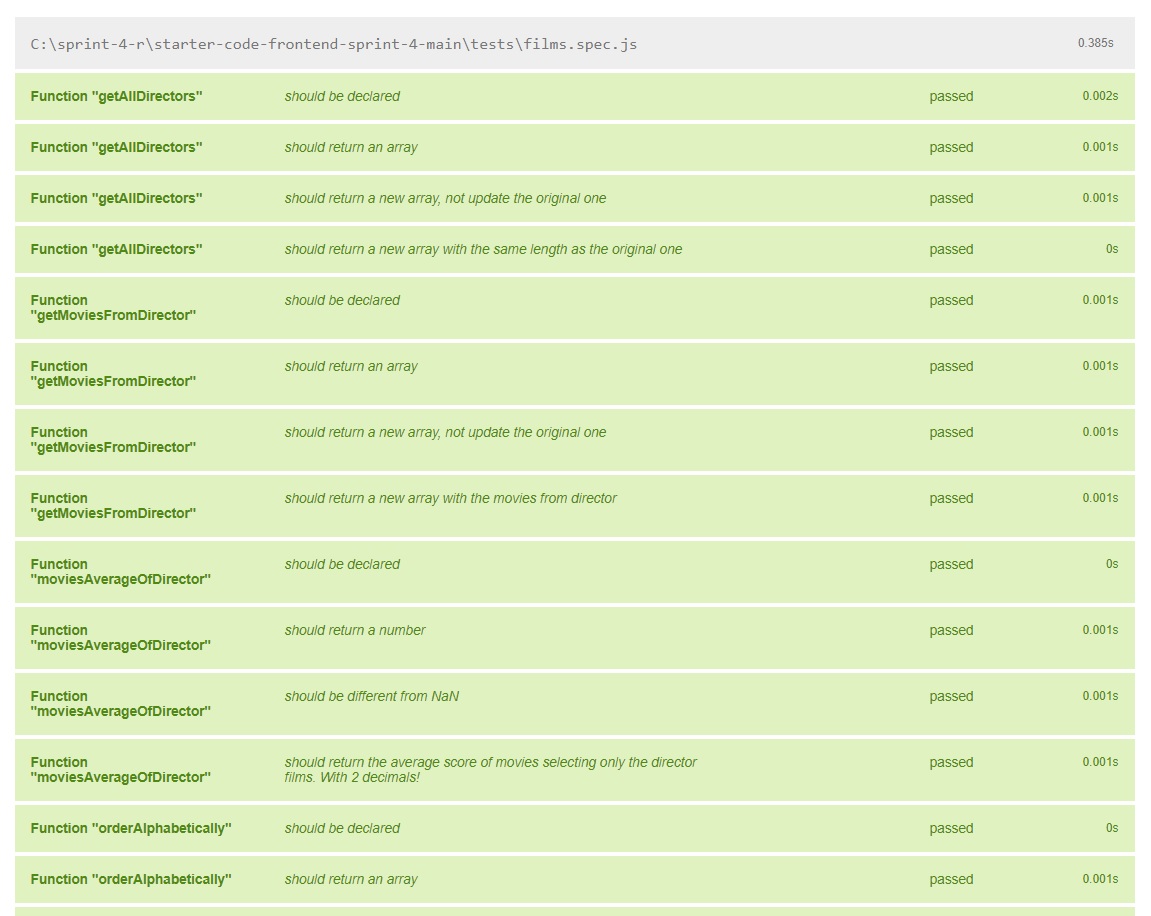 C:\sprint-4-r\starter-code-frontend-sprint-4-main\tests\films.spec.js 0.385s
Function "getAllDirectors" should be declared passed 0.002s
Function "getAllDirectors" should return an array passed 0.001s
Function "getAllDirectors" should return a new array, not update the original one passed 0.001s
Function "getAllDirectors" should return a new array with the same length as the original one passed 0s
Function should be declared passed 0.001s
"getMoviesFromDirector"
Function should return an array passed 0.001s
"getMoviesFromDirector"
Function should return a new array, not update the original one passed 0.001s
"getMoviesFromDirector"
Function should return a new array with the movies from director passed 0.001s
"getMoviesFromDirector"
Function should be declared passed 0s
"moviesAverageOfDirector"
Function should return a number passed 0.001s
"moviesAverageOfDirector"
Function should be different from NaN passed 0.001s
"moviesAverageOfDirector"
Function should return the average score of movies selecting only the director passed 0.001s
"moviesAverageOfDirector" films. With 2 decimals!
Function "orderAlphabetically" should be declared passed 0s
Function "orderAlphabetically" should return an array passed 0.001s